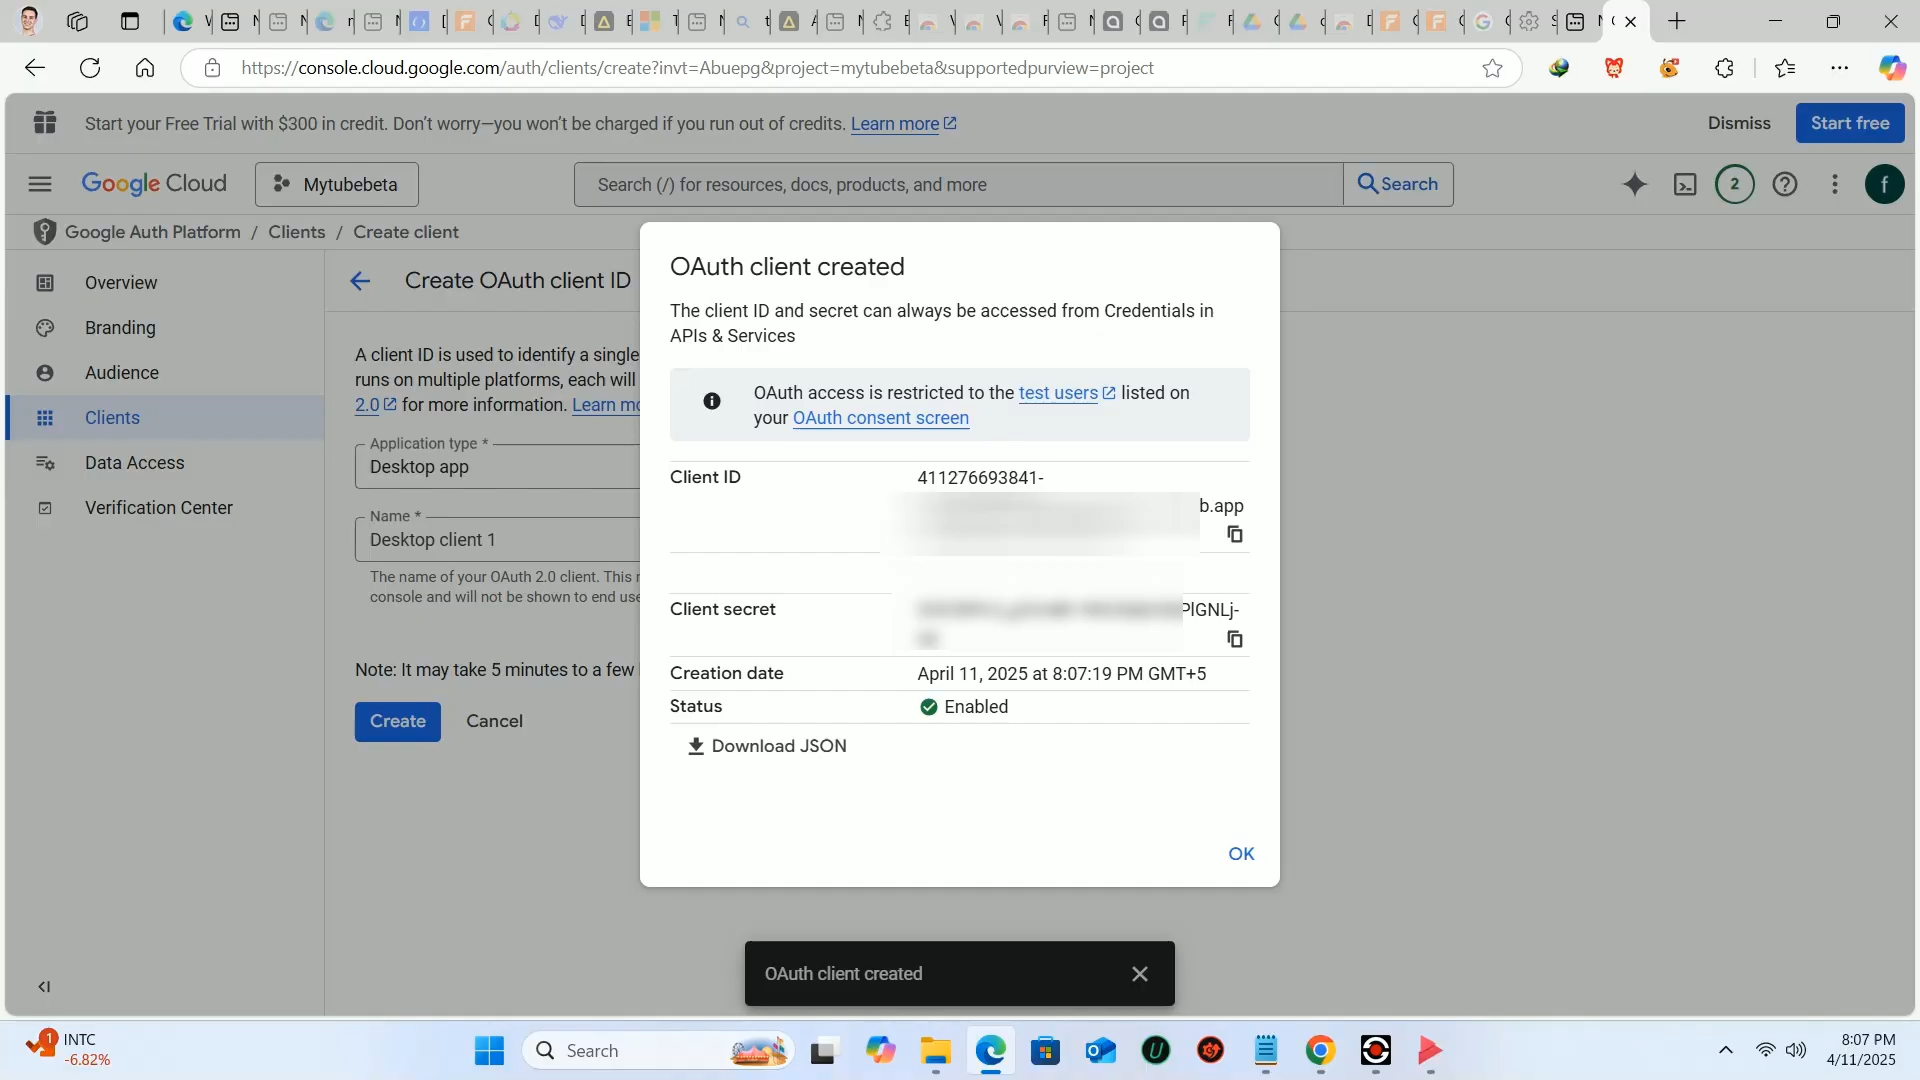 https://console.cloud.google.com/auth/clients/create?invt=Abuepg&project=mytubebeta&supportedpurview=project
Start your Free Trial with $300 in credit. Don't worry—you won't be charged if you run out of credits. Learn more
Dismiss
Start free
Google Cloud
Mytubebeta
Search (/) for resources, docs, products, and more
Search
2
f
Google Auth Platform / Clients / Create client
Overview
Branding
Audience
Clients
Data Access
Verification Center
Create OAuth client ID
A client ID is used to identify a single
runs on multiple platforms, each will
2.0 for more information. Learn mo
Application type *
Desktop app
Name *
Desktop client 1
The name of your OAuth 2.0 client. This
console and will not be shown to end use
Note: It may take 5 minutes to a few
Create
Cancel
OAuth client created
The client ID and secret can always be accessed from Credentials in
APIs & Services
OAuth access is restricted to the test users listed on
your OAuth consent screen
Client ID
411276693841-
b.app
Client secret
PlGNLj-
Creation date
April 11, 2025 at 8:07:19 PM GMT+5
Status
Enabled
Download JSON
OK
OAuth client created
1
INTC
-6.82%
Search
8:07 PM
4/11/2025